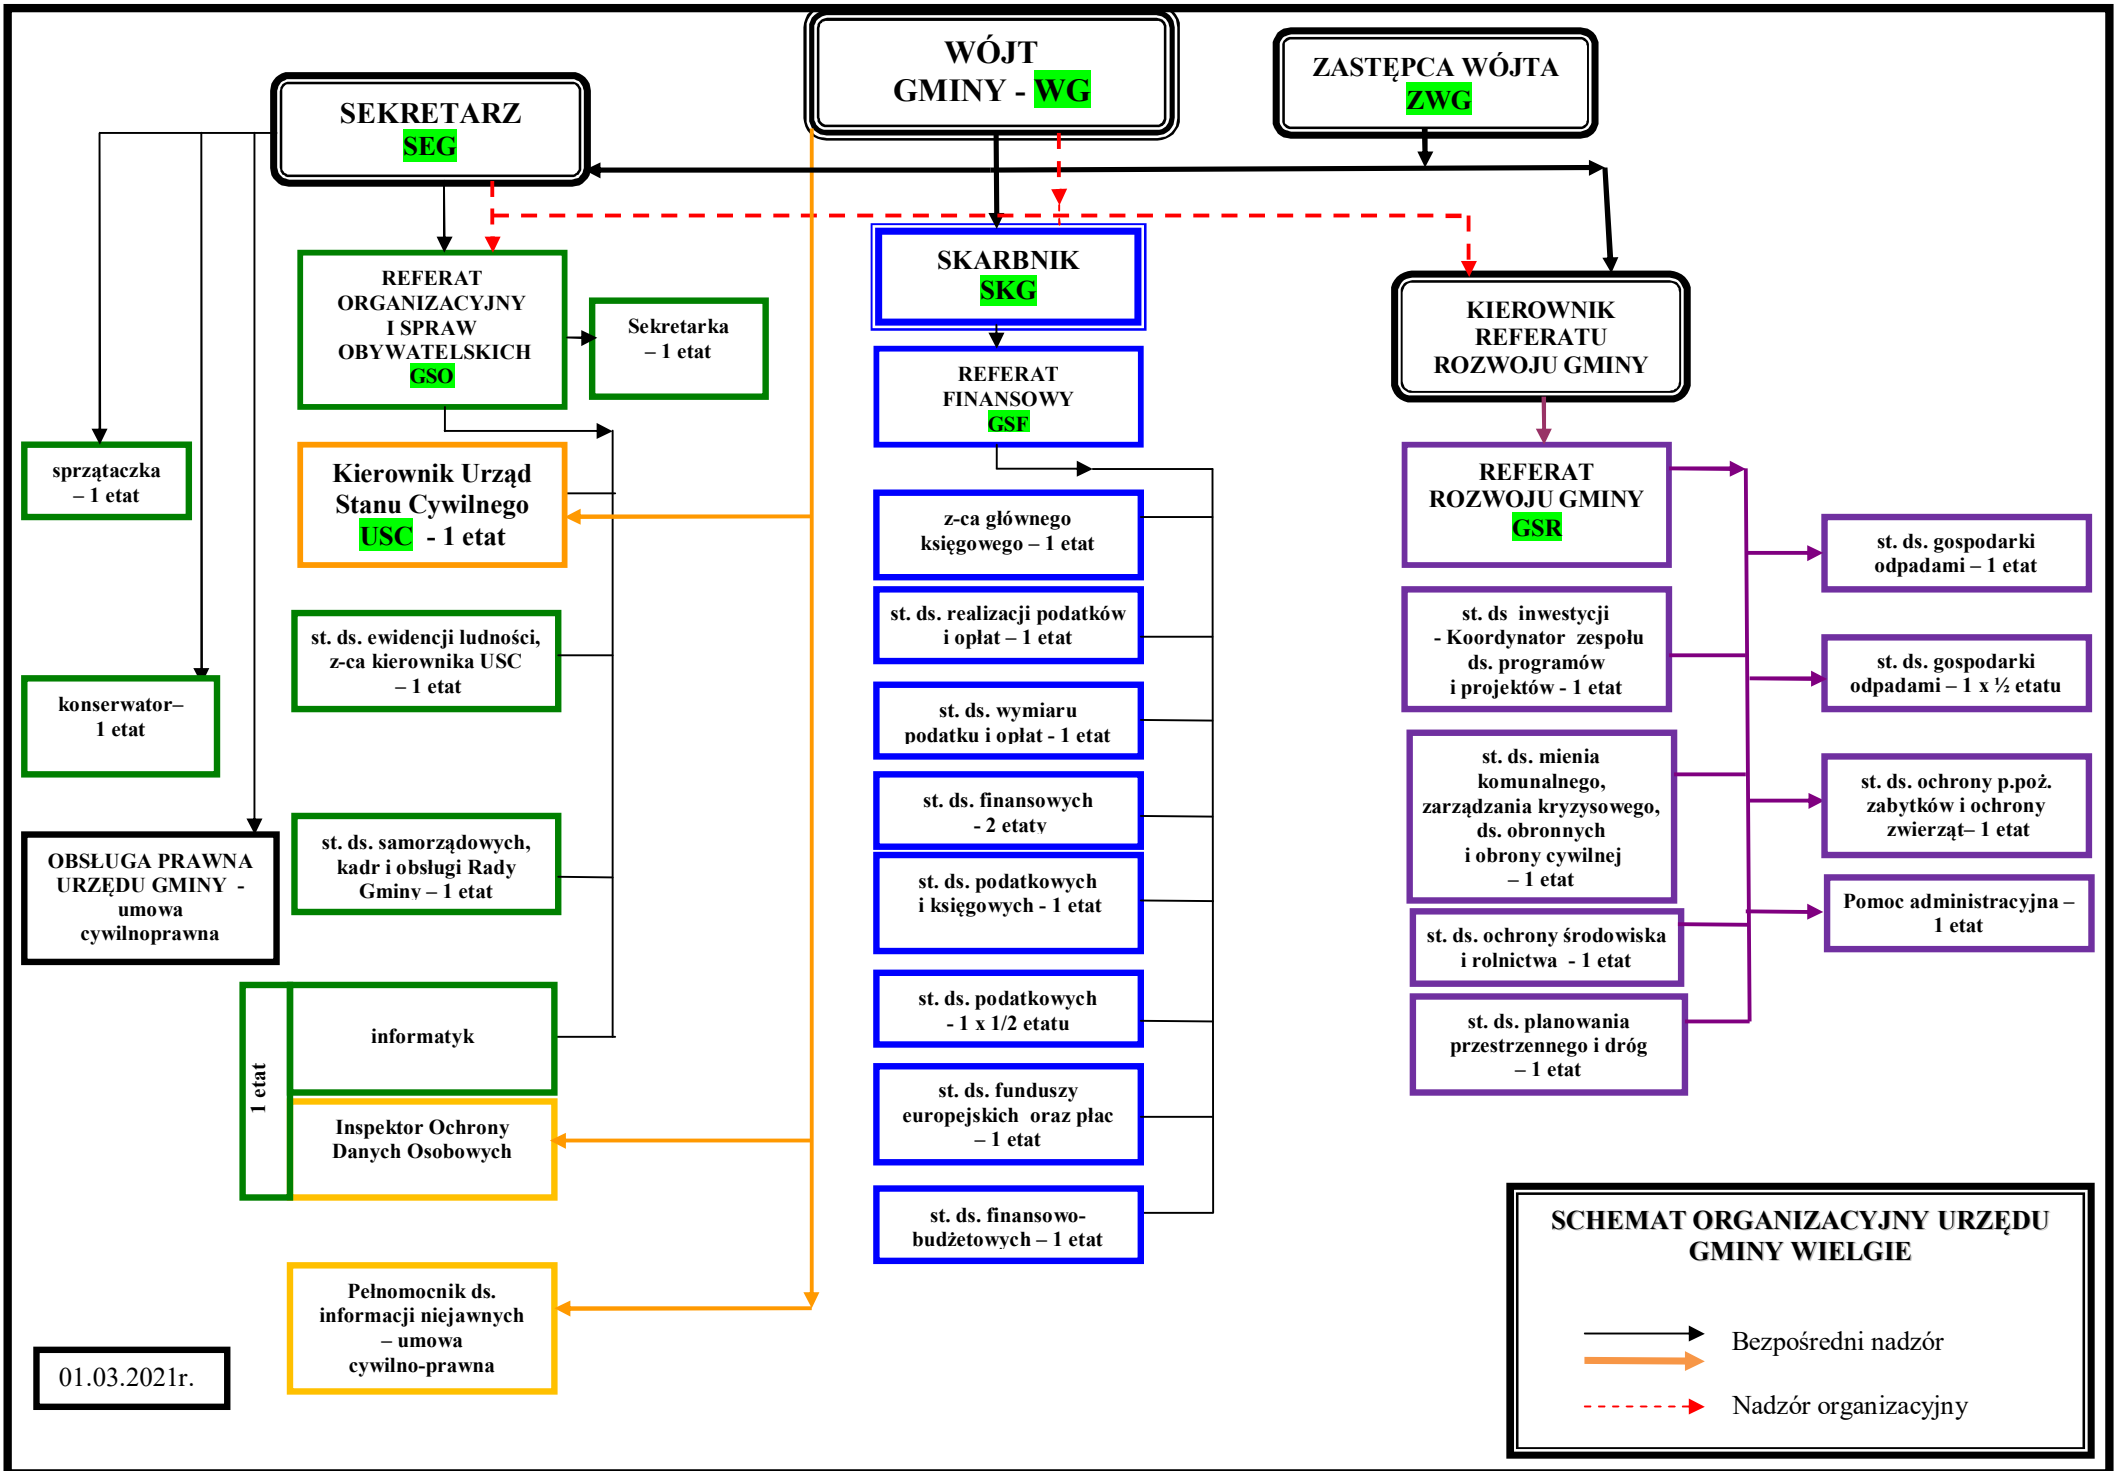 WÓJT
GMINY - WG
ZASTĘPCA WÓJTA
ZWG
SEKRETARZ
SEG
REFERAT
ORGANIZACYJNY
I SPRAW
OBYWATELSKICH
GSO
Sekretarka
– 1 etat
SKARBNIK
SKG
REFERAT
FINANSOWY
GSF
KIEROWNIK
REFERATU
ROZWOJU GMINY
sprzątaczka
– 1 etat
konserwator–
1 etat
OBSŁUGA PRAWNA
URZĘDU GMINY -
umowa
cywilnoprawna
Kierownik Urząd
Stanu Cywilnego
USC - 1 etat
st. ds. ewidencji ludności,
z-ca kierownika USC
– 1 etat
st. ds. samorządowych,
kadr i obsługi Rady
Gminy – 1 etat
1 etat
informatyk
Inspektor Ochrony
Danych Osobowych
Pełnomocnik ds.
informacji niejawnych
– umowa
cywilno-prawna
z-ca głównego
księgowego – 1 etat
st. ds. realizacji podatków
i opłat – 1 etat
st. ds. wymiaru
podatku i opłat - 1 etat
st. ds. finansowych
- 2 etaty
st. ds. podatkowych
i księgowych - 1 etat
st. ds. podatkowych
- 1 x 1/2 etatu
st. ds. funduszy
europejskich oraz płac
– 1 etat
st. ds. finansowo-
budżetowych – 1 etat
REFERAT
ROZWOJU GMINY
GSR
st. ds inwestycji
- Koordynator zespołu
ds. programów
i projektów - 1 etat
st. ds. mienia
komunalnego,
zarządzania kryzysowego,
ds. obronnych
i obrony cywilnej
– 1 etat
st. ds. ochrony środowiska
i rolnictwa - 1 etat
st. ds. planowania
przestrzennego i dróg
– 1 etat
st. ds. gospodarki
odpadami – 1 etat
st. ds. gospodarki
odpadami – 1 x ½ etatu
st. ds. ochrony p.poż.
zabytków i ochrony
zwierząt– 1 etat
Pomoc administracyjna –
1 etat
SCHEMAT ORGANIZACYJNY URZĘDU
GMINY WIELGIE
Bezpośredni nadzór
Nadzór organizacyjny
01.03.2021r.